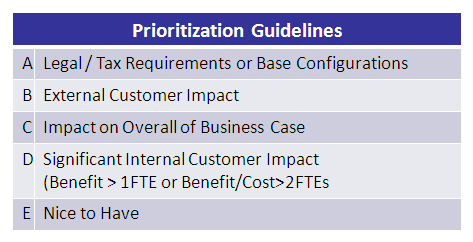 Prioritization Guidelines
A Legal / Tax Requirements or Base Configurations
B External Customer Impact
C Impact on Overall of Business Case
D Significant Internal Customer Impact
(Benefit > 1FTE or Benefit/Cost>2FTEs
E Nice to Have